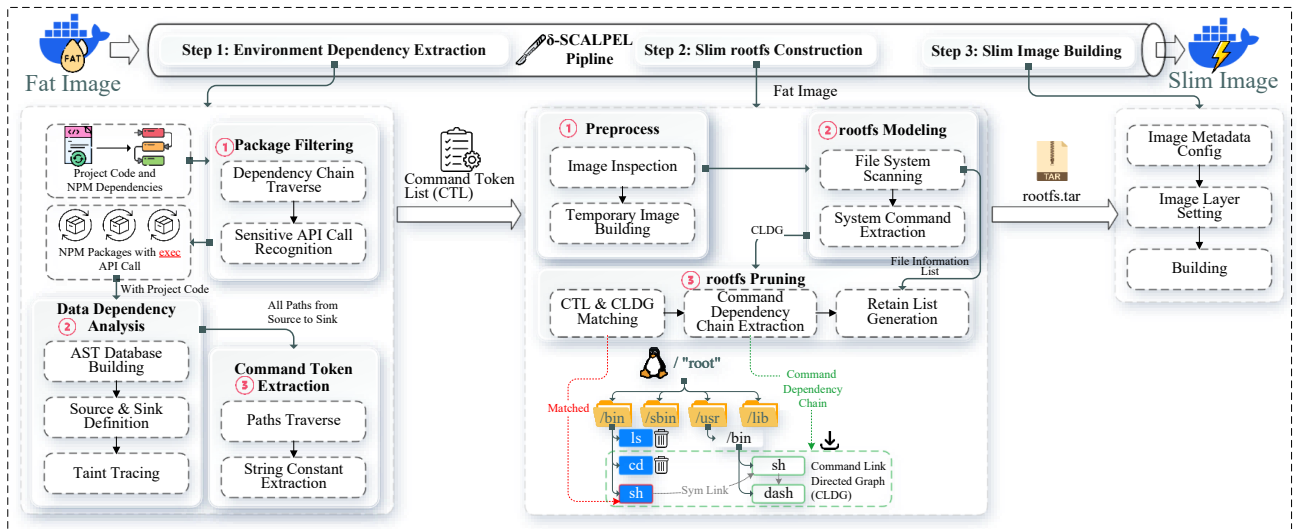 FAT
Fat Image
Step 1: Environment Dependency Extraction
δ-SCALPEL
Pipline
Step 2: Slim rootfs Construction
Step 3: Slim Image Building
Slim Image
Fat Image
Project Code and
NPM Dependencies
1
Package Filtering
Dependency Chain
Traverse
Sensitive API Call
Recognition
NPM Packages with exec
API Call
With Project Code
Data Dependency
Analysis
2
AST Database
Building
Source & Sink
Definition
Taint Tracing
All Paths from
Source to Sink
Command Token
Extraction
3
Paths Traverse
String Constant
Extraction
Command Token
List (CTL)
1
Preprocess
Image Inspection
Temporary Image
Building
2
rootfs Modeling
File System
Scanning
System Command
Extraction
CLDG
File Information
List
3
rootfs Pruning
CTL & CLDG
Matching
Command
Dependency
Chain Extraction
Retain List
Generation
/ "root"
Matched
Command
Dependency
Chain
/bin
/sbin
/usr
/lib
ls
/bin
cd
sh
sh
dash
Sym Link
Command Link
Directed Graph
(CLDG)
TAR
rootfs.tar
Image Metadata
Config
Image Layer
Setting
Building